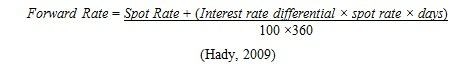 Forward Rate = Spot Rate + (Interest rate differential × spot rate × days)
100 ×360
(Hady, 2009)